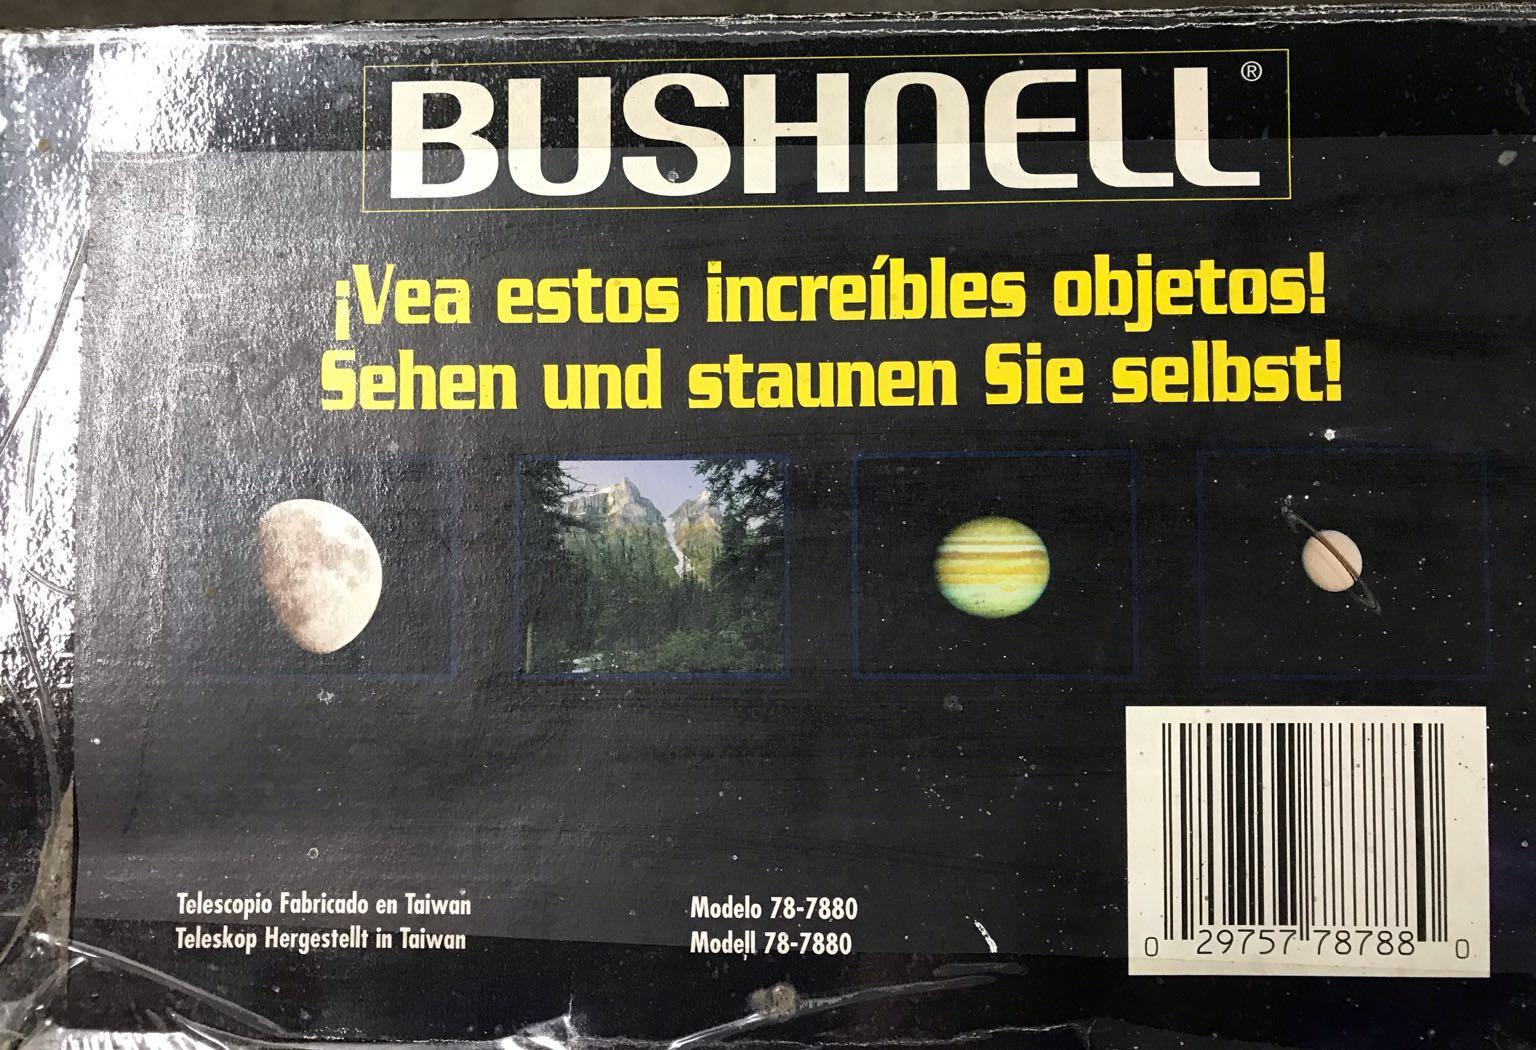 BUSHNELL®
¡Vea estos increíbles objetos!
Sehen und staunen Sie selbst!
Telescopio Fabricado en Taiwan
Teleskop Hergestellt in Taiwan
Modelo 78-7880
Modell 78-7880
0 29757 78788 0